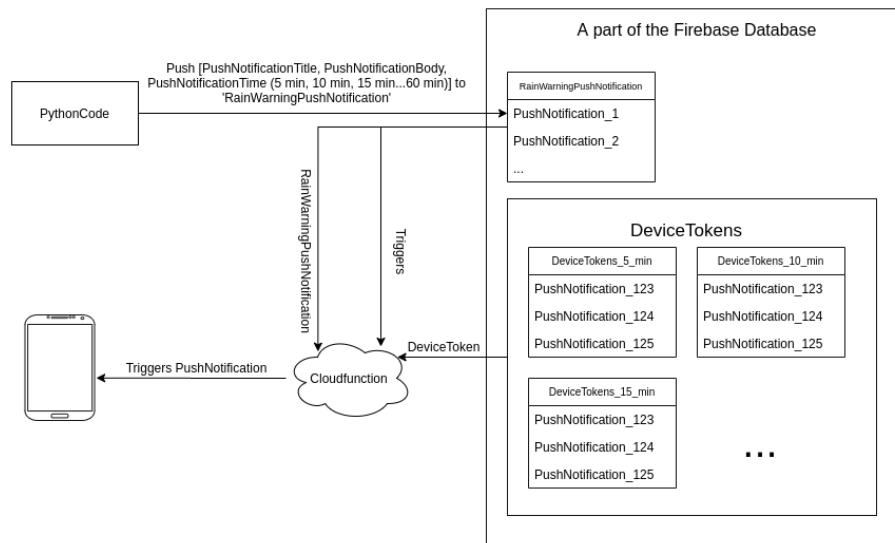 A part of the Firebase Database
Push [PushNotificationTitle, PushNotificationBody,
PushNotificationTime (5 min, 10 min, 15 min...60 min)] to
'RainWarningPushNotification'
PythonCode
RainWarningPushNotification
PushNotification_1
PushNotification_2
...
RainWarningPushNotification
Triggers
DeviceTokens
DeviceTokens_5_min
PushNotification_123
PushNotification_124
PushNotification_125
DeviceTokens_10_min
PushNotification_123
PushNotification_124
PushNotification_125
DeviceToken
Cloudfunction
Triggers PushNotification
DeviceTokens_15_min
PushNotification_123
PushNotification_124
PushNotification_125
...